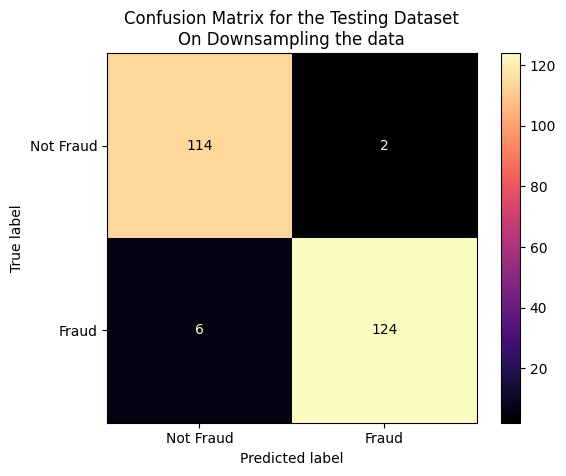 Confusion Matrix for the Testing Dataset
On Downsampling the data
True label
Not Fraud
114
2
Fraud
6
124
Not Fraud
Fraud
Predicted label
120
100
80
60
40
20